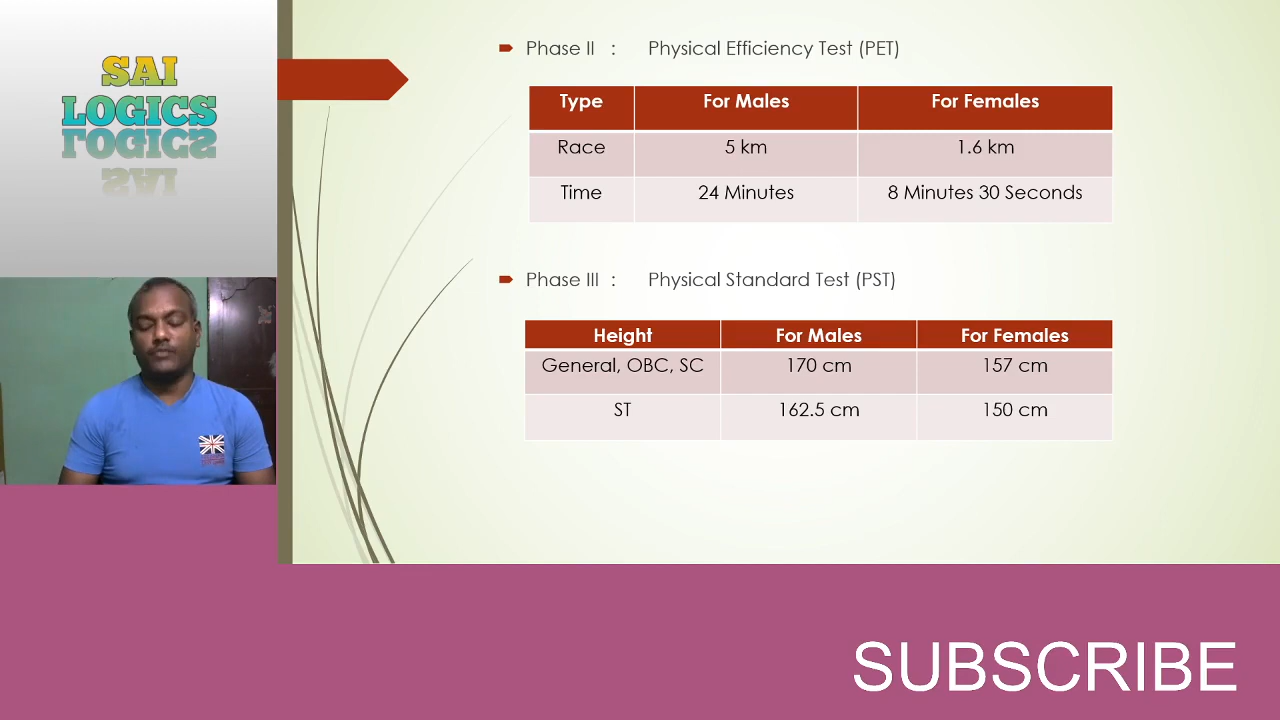 SAI
LOGICS
Phase II : Physical Efficiency Test (PET)
Type For Males For Females
Race 5 km 1.6 km
Time 24 Minutes 8 Minutes 30 Seconds
Phase III : Physical Standard Test (PST)
Height For Males For Females
General, OBC, SC 170 cm 157 cm
ST 162.5 cm 150 cm
SUBSCRIBE